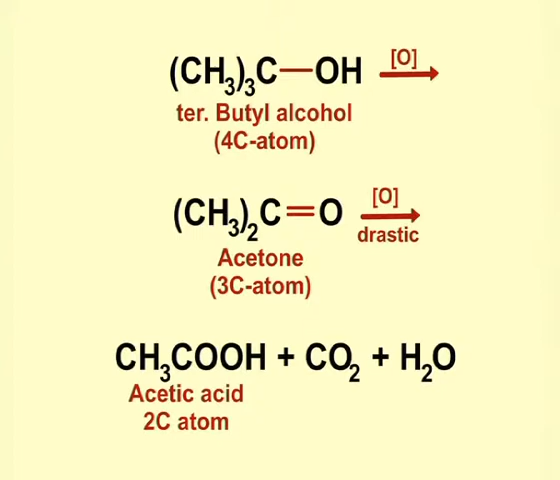 (CH₃)₃C—OH [O]→
ter. Butyl alcohol
(4C-atom)
(CH₃)₂C=O [O]→
drastic
Acetone
(3C-atom)
CH₃COOH + CO₂ + H₂O
Acetic acid
2C atom